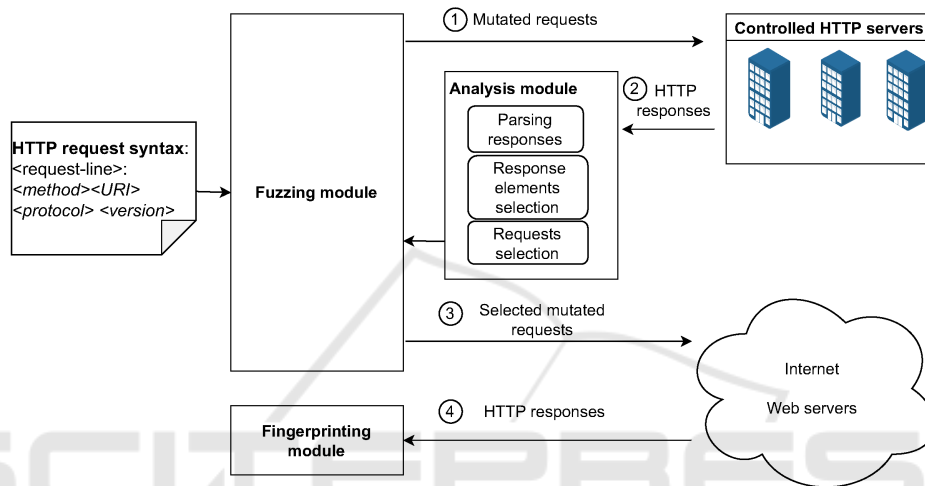 1 Mutated requests
Controlled HTTP servers
Analysis module
2 HTTP
responses
Parsing
responses
HTTP request syntax:
<request-line>:
<method><URI>
<protocol> <version>
Fuzzing module
Response
elements
selection
Requests
selection
3 Selected mutated
requests
Internet
Web servers
4 HTTP responses
Fingerprinting
module